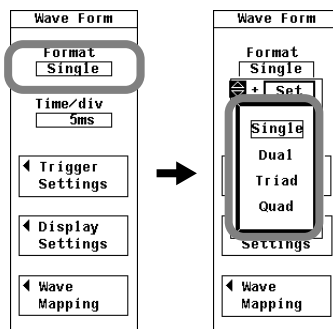 Wave Form
Format
Single
Time/div
5ms
Trigger
Settings
Display
Settings
Wave
Mapping
Wave Form
Format
Single
+ Set
Single
Dual
Triad
Quad
Settings
Wave
Mapping